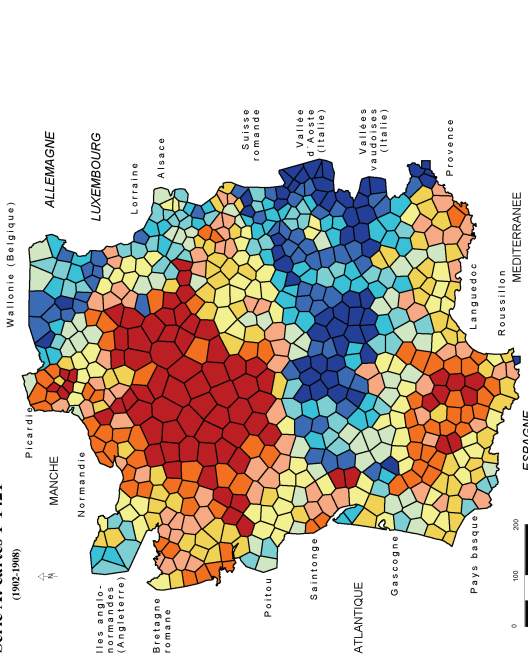 (1902-1908)
N
Wallonie (Belgique)
ALLEMAGNE
LUXEMBOURG
Lorraine
Alsace
Suisse
romande
Vallée
d'Aoste
(Italie)
Vallées
vaudoises
(Italie)
Provence
MEDITERRANEE
Languedoc
Roussillon
ESPAGNE
Pays basque
Gascogne
ATLANTIQUE
Saintonge
Poitou
Bretagne
romane
Iles anglo-
normandes
(Angleterre)
Normandie
MANCHE
Picardie
0 100 200